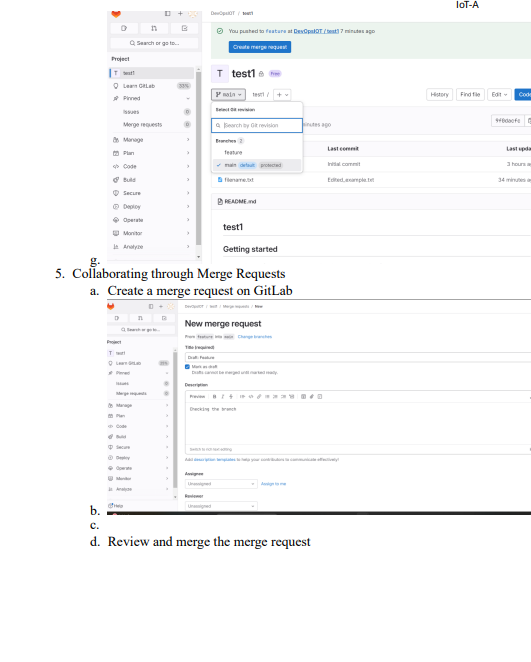 IoT-A
DevOpsIOT / test1
You pushed to feature at DevOpsIOT / test1 7 minutes ago
Create merge request
Search or go to...
Project
T test1
T test1 Free
Learn GitLab
Pinned
main test1 / +
History Find file Edit Code
Issues 0
Select Git revision
Merge requests 0
Search by Git revision
inutes ago
Manage
Branches 2
Plan
feature
Last commit Last upda
Code
main default protected
Initial commit 3 hours a
Build
filename.txt Edited_example.txt 34 minutes a
Secure
Deploy
README.md
Operate
Monitor
test1
Analyze
Getting started
g.
5. Collaborating through Merge Requests
a. Create a merge request on GitLab
DevOpsIOT / test1 / Merge requests / New
New merge request
Search or go to...
From feature into main Change branches
Project
Title (required)
T test1
Draft: Feature
Learn GitLab
Mark as draft
Pinned
Drafts cannot be merged until marked ready.
Issues
Description
Merge requests
Preview
Manage
Checking the branch
Plan
Code
Build
Secure
Switch to rich text editing
Deploy
Add description templates to help your contributors to communicate effectively!
Operate
Assignee
Monitor
Unassigned Assign to me
Analyze
Reviewer
Help
Unassigned
b.
c.
d. Review and merge the merge request